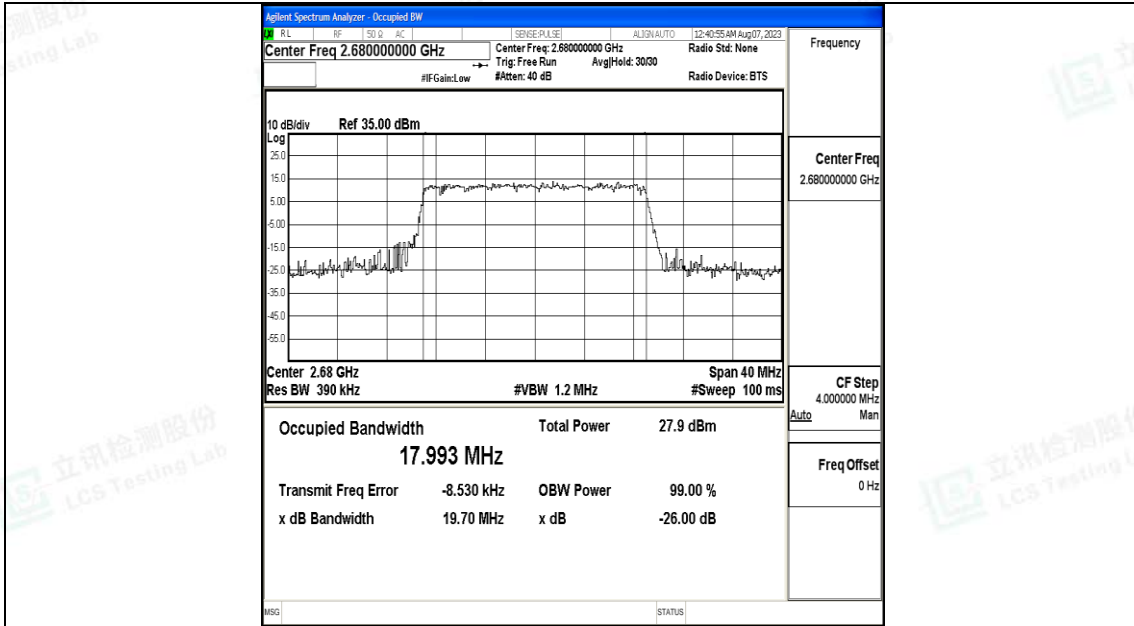 Agilent Spectrum Analyzer - Occupied BW
RL RF 50 Ω AC SENSE:PULSE ALIGN AUTO 12:40:55 AM Aug 07, 2023
Center Freq 2.680000000 GHz
Center Freq: 2.680000000 GHz
Radio Std: None
Trig: Free Run Avg|Hold: 30/30
#IFGain:Low
#Atten: 40 dB
Radio Device: BTS
10 dB/div Ref 35.00 dBm
Log
25.0
15.0
5.00
-5.00
-15.0
-25.0
-35.0
-45.0
-55.0
Center 2.68 GHz Span 40 MHz
Res BW 390 kHz #VBW 1.2 MHz #Sweep 100 ms
Occupied Bandwidth Total Power 27.9 dBm
17.993 MHz
Transmit Freq Error -8.530 kHz OBW Power 99.00 %
x dB Bandwidth 19.70 MHz x dB -26.00 dB
MSG STATUS
Frequency
Center Freq
2.680000000 GHz
CF Step
4.000000 MHz
Auto Man
Freq Offset
0 Hz
立讯检测股份
LCS Testing Lab
立讯检测股份